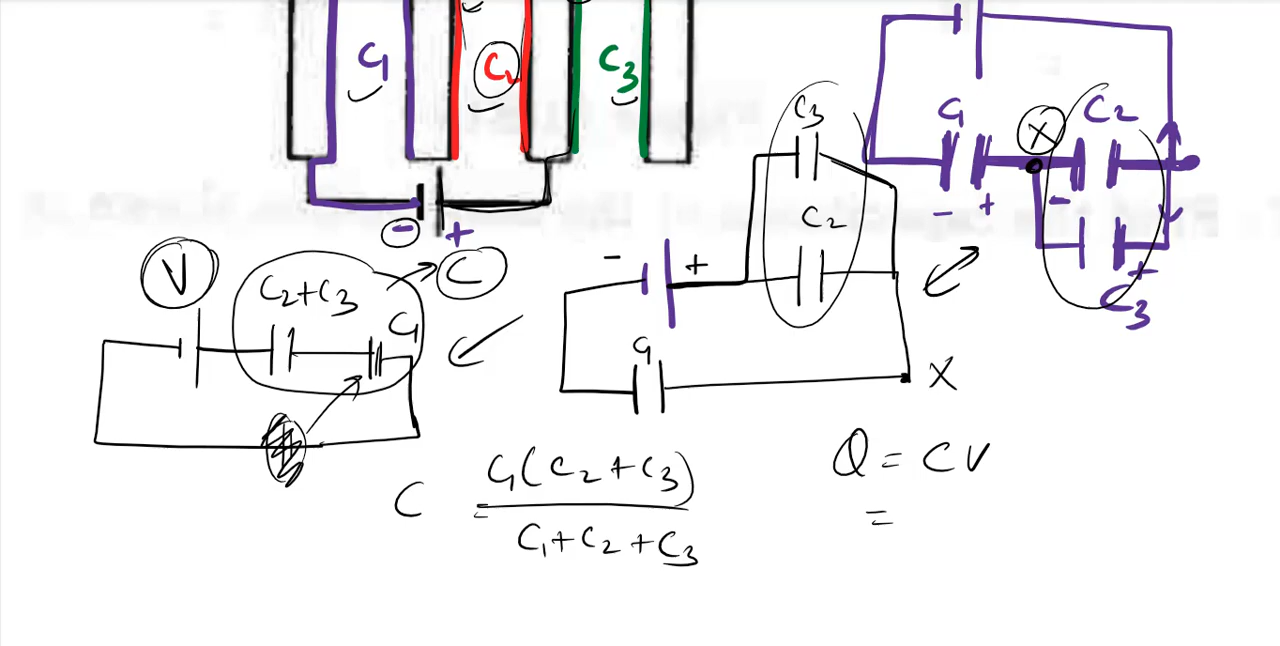 C1 C2 C3
- +
C1 X C2
- + - +
C3
C3
C2
- +
C1
X
V
C2+C3 C
C1
C = C1(C2+C3) / C1+C2+C3
Q = CV
=